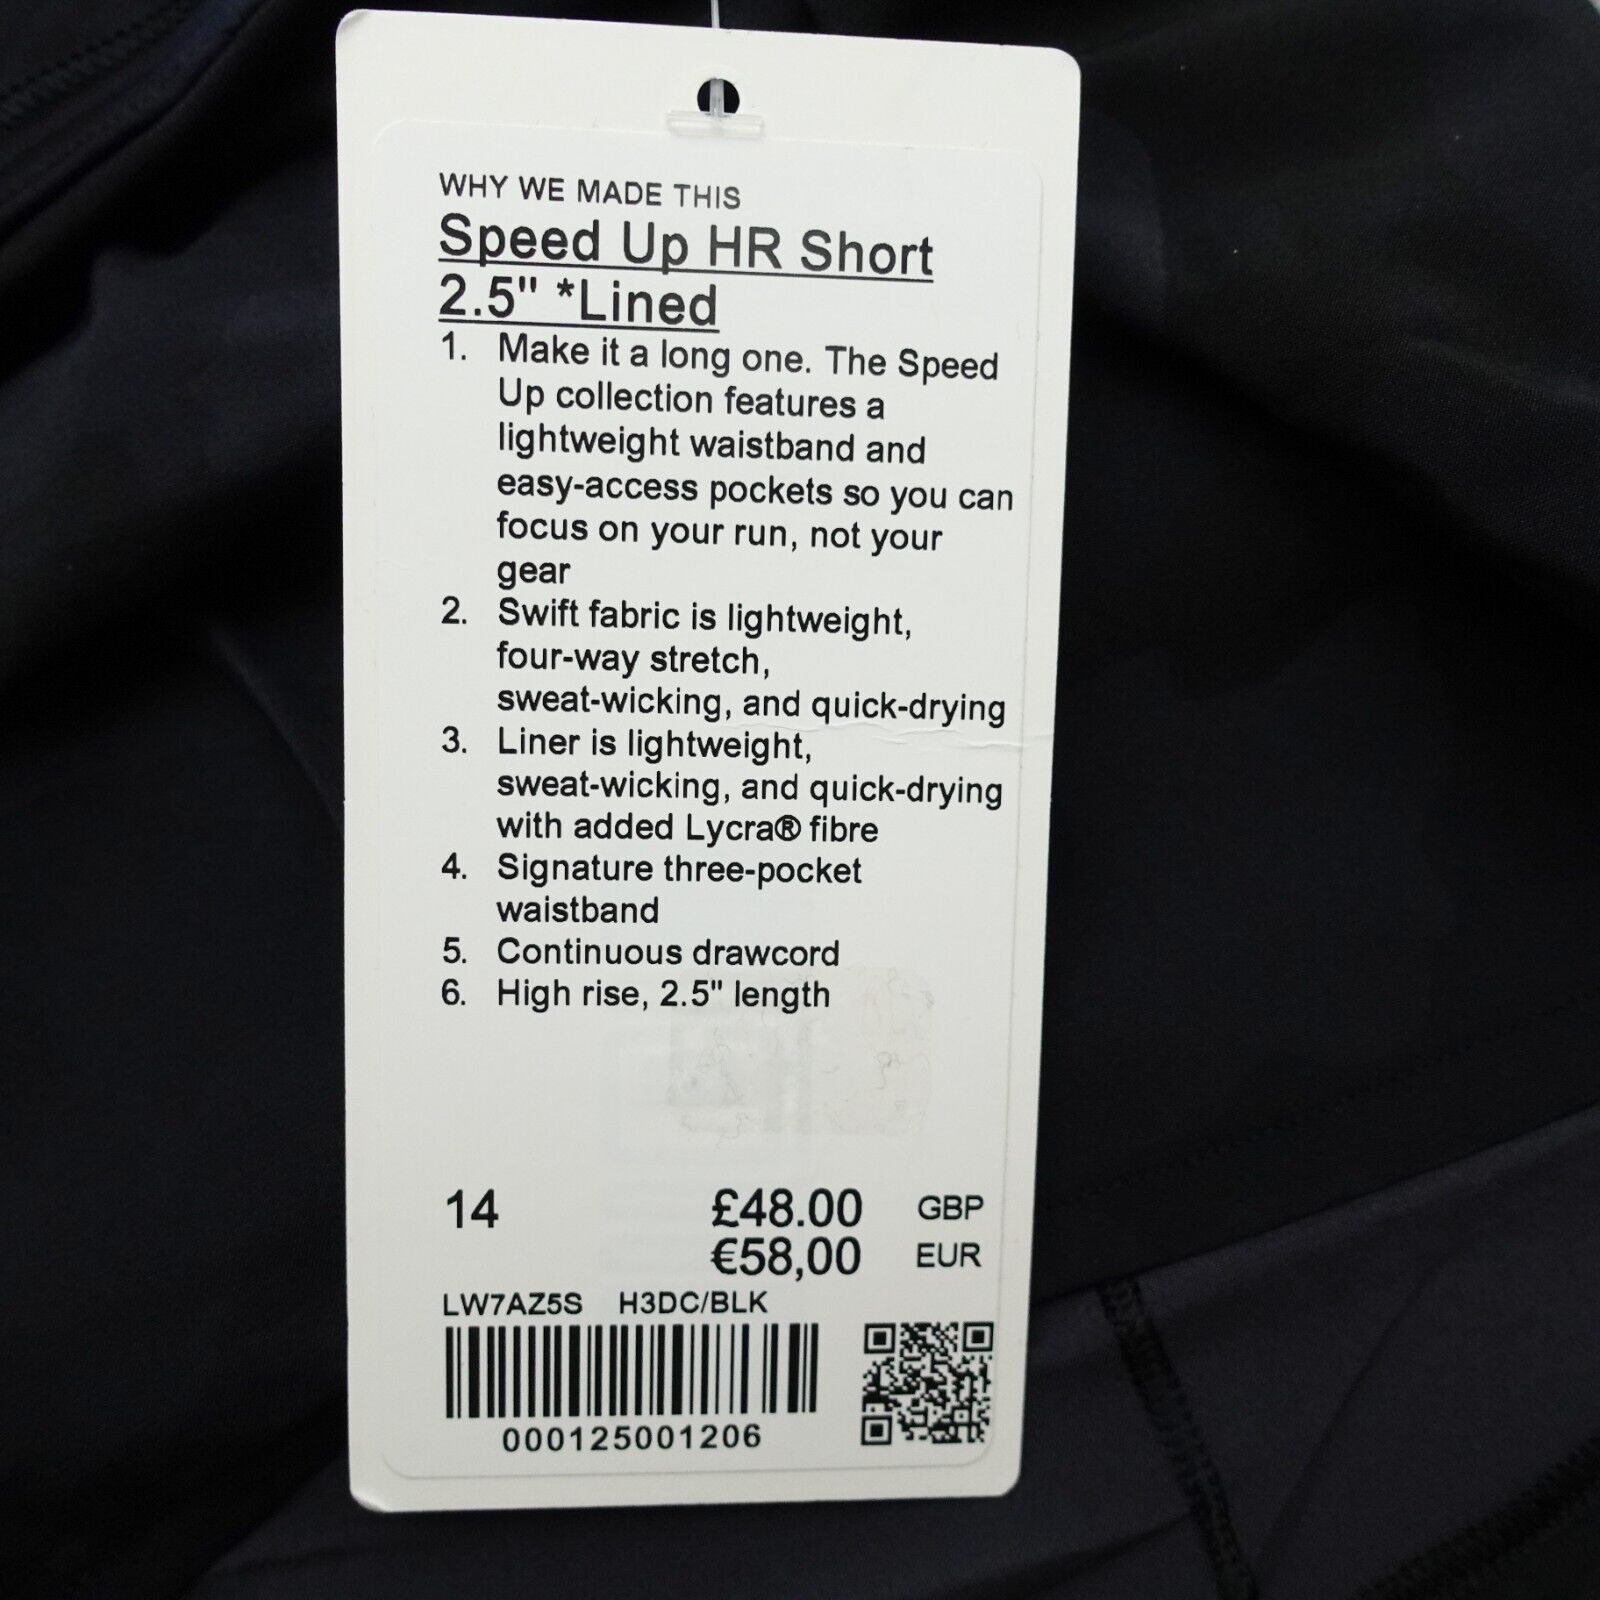 WHY WE MADE THIS
Speed Up HR Short
2.5" *Lined
1. Make it a long one. The Speed
Up collection features a
lightweight waistband and
easy-access pockets so you can
focus on your run, not your
gear
2. Swift fabric is lightweight,
four-way stretch,
sweat-wicking, and quick-drying
3. Liner is lightweight,
sweat-wicking, and quick-drying
with added Lycra® fibre
4. Signature three-pocket
waistband
5. Continuous drawcord
6. High rise, 2.5" length
14 £48.00 GBP
€58,00 EUR
LW7AZ5S H3DC/BLK
000125001206